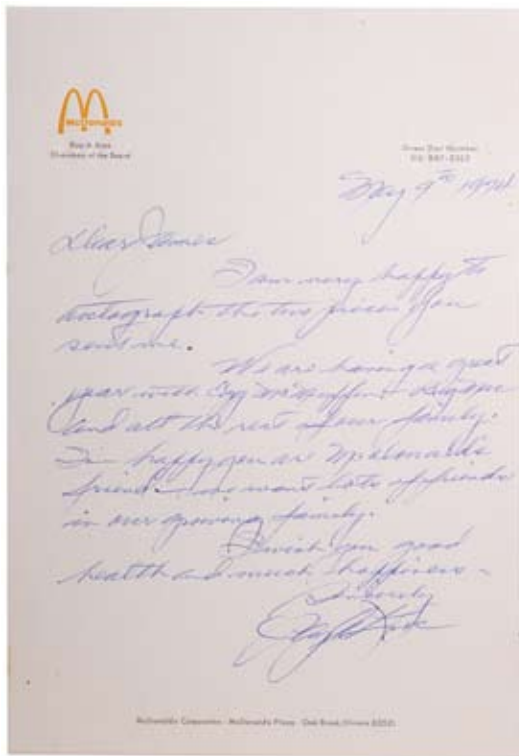 McDonald's
Ray A. Kroc
Chairman of the Board
Direct Dial Number
May 9th 1974
Dear James
I am very happy to
autograph the two you
sent me.
We are having a great
year with Egg McMuffin
and all the rest of our family.
I'm happy you are McDonald's
friend we want lots of friends
in our growing family.
I wish you good
health and much happiness -
Sincerely
Ray A Kroc
McDonald's Corporation · McDonald's Plaza · Oak Brook, Illinois 60521